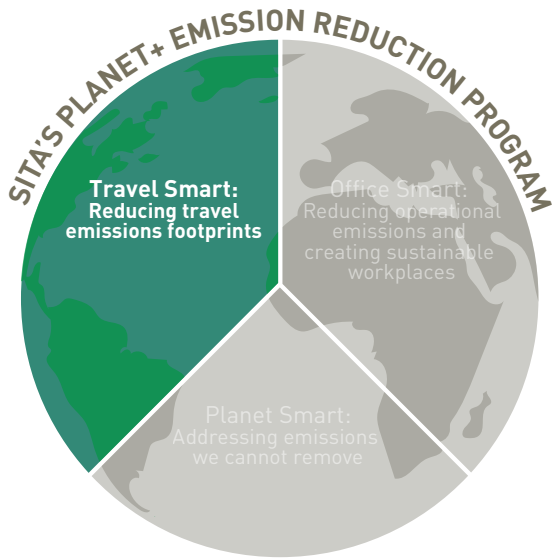 SITA'S PLANET+ EMISSION REDUCTION PROGRAM
Travel Smart:
Reducing travel
emissions footprints
Office Smart:
Reducing operational
emissions and
creating sustainable
workplaces
Planet Smart:
Addressing emissions
we cannot remove